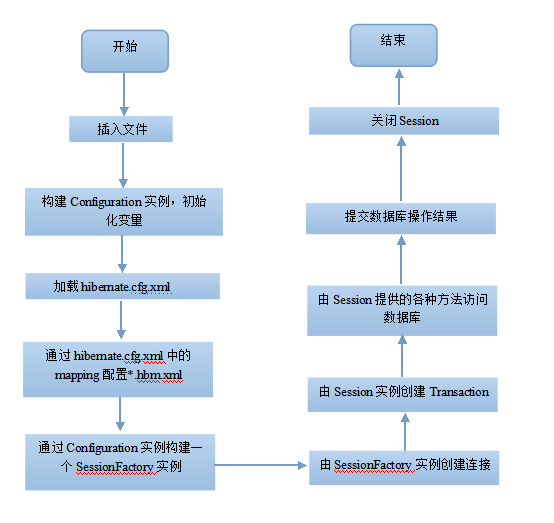 开始
插入文件
构建 Configuration 实例，初始
化变量
加载 hibernate.cfg.xml
通过 hibernate.cfg.xml 中的
mapping 配置*.hbm.xml
通过 Configuration 实例构建一
个 SessionFactory 实例
由 SessionFactory 实例创建连接
由 Session 实例创建 Transaction
由 Session 提供的各种方法访问
数据库
提交数据库操作结果
关闭 Session
结束